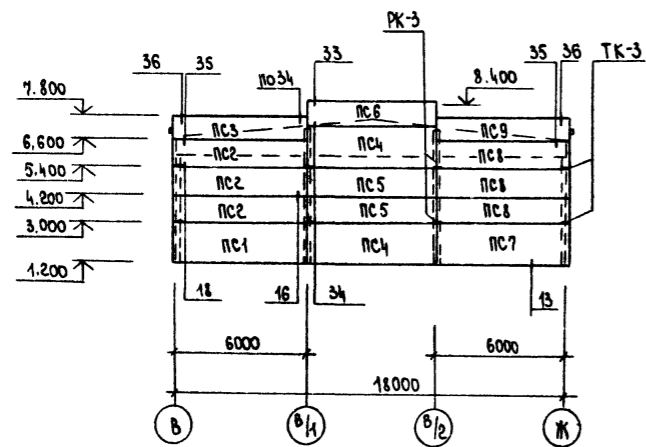 РК-3
36
35
ПО34
33
8.400
35
36
ТК-3
7.800
ПС6
ПС3
ПС9
6,600
ПС2
ПС4
ПС8
5.400
ПС2
ПС5
ПС8
4.200
ПС2
ПС5
ПС8
3.000
ПС1
ПС4
ПС7
1.200
18
16
34
13
6000
6000
18000
В
В/1
В/2
Ж